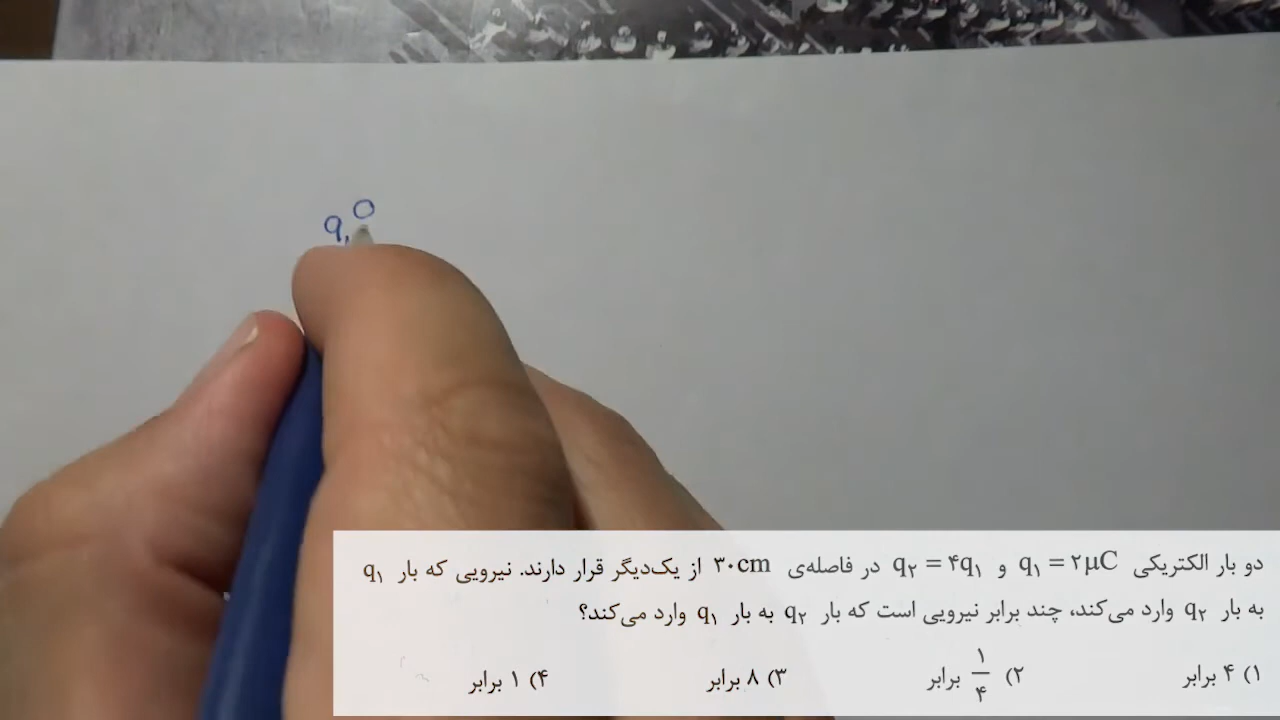 q₁
دو بار الکتریکی q₁ = ۲μC و q₂ = ۴q₁ در فاصله‌ی ۳۰cm از یک‌دیگر قرار دارند. نیرویی که بار q₁
به بار q₂ وارد می‌کند، چند برابر نیرویی است که بار q₂ به بار q₁ وارد می‌کند؟
۱) ۴ برابر ۲) ۱/۴ برابر ۳) ۸ برابر ۴) ۱ برابر